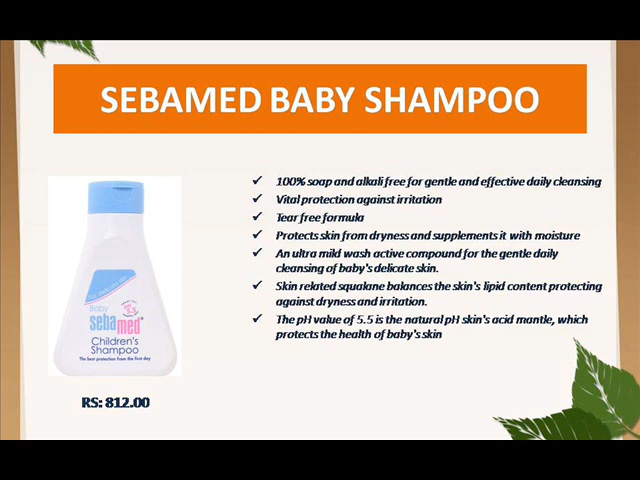 SEBAMED BABY SHAMPOO
100% soap and alkali free for gentle and effective daily cleansing
Vital protection against irritation
Tear free formula
Protects skin from dryness and supplements it with moisture
An ultra mild wash active compound for the gentle daily
cleansing of baby's delicate skin.
Skin related squakane balances the skin's lipid content protecting
against dryness and irritation.
The pH value of 5.5 is the natural pH skin's acid mantle, which
protects the health of baby's skin
Baby
sebamed
Children's
Shampoo
The best protection from the first day
RS: 812.00